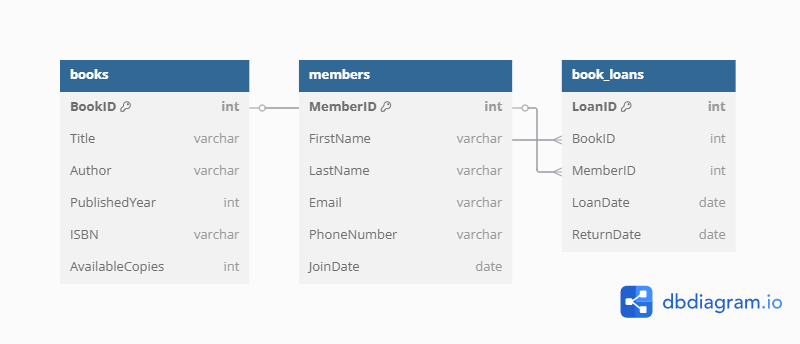 books
BookID int
Title varchar
Author varchar
PublishedYear int
ISBN varchar
AvailableCopies int
members
MemberID int
FirstName varchar
LastName varchar
Email varchar
PhoneNumber varchar
JoinDate date
book_loans
LoanID int
BookID int
MemberID int
LoanDate date
ReturnDate date
dbdiagram.io